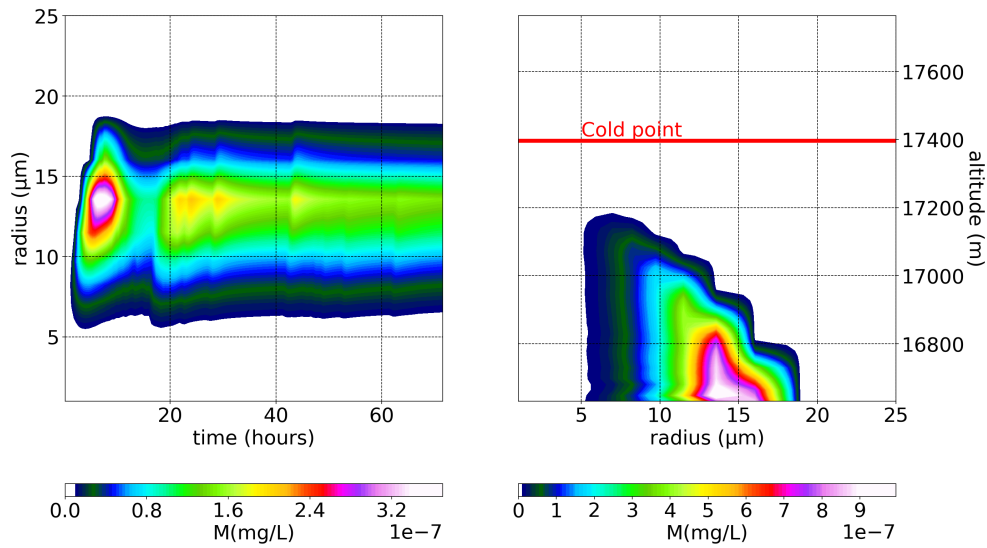 25
20
15
10
5
radius (μm)
20 40 60
time (hours)
0.0 0.8 1.6 2.4 3.2
1e−7
M(mg/L)
Cold point
17600
17400
17200
17000
16800
altitude (m)
5 10 15 20 25
radius (μm)
0 1 2 3 4 5 6 7 8 9
1e−7
M(mg/L)